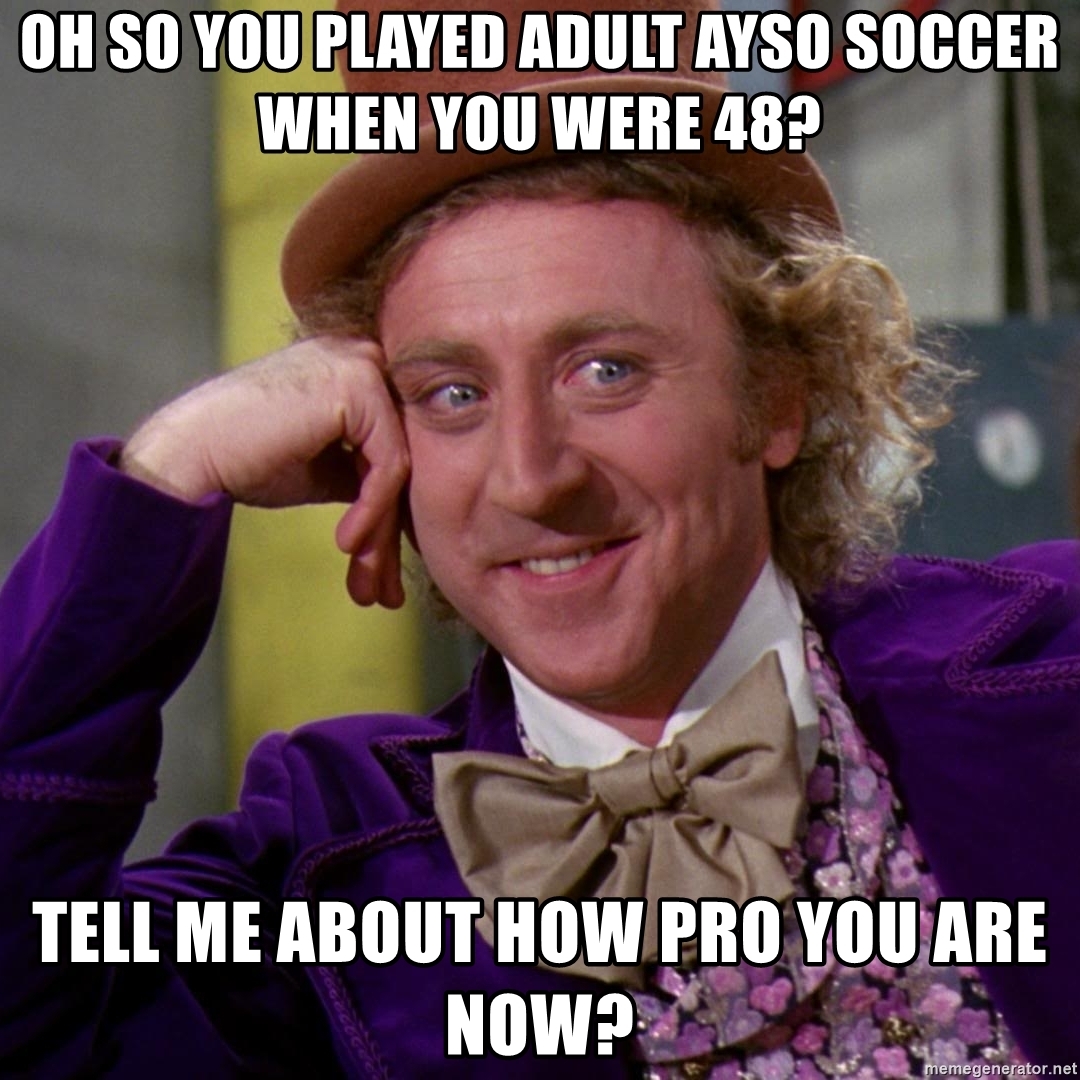 OH SO YOU PLAYED ADULT AYSO SOCCER
WHEN YOU WERE 48?
TELL ME ABOUT HOW PRO YOU ARE
NOW?
memegenerator.net